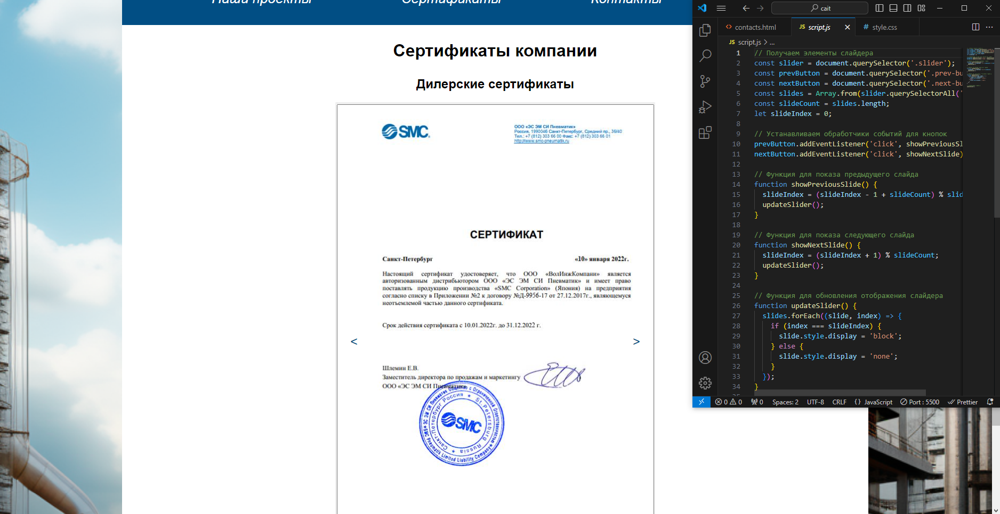 Наши проекты Сертификаты Контакты
Сертификаты компании
Дилерские сертификаты
SMC
ООО «ЭС ЭМ СИ Пневматик»
Россия, 1990046 Санкт-Петербург, Средний пр., 36/40
Тел.: +7 (812) 303 66 00 Факс: +7 (812) 303 66 01
http://www.smc-pneumatik.ru
СЕРТИФИКАТ
Санкт-Петербург «10» января 2022г.
Настоящий сертификат удостоверяет, что ООО «ВолИнжКомпани» является
авторизованным дистрибьютором ООО «ЭС ЭМ СИ Пневматик» и имеет право
поставлять продукцию производства «SMC Corporation» (Япония) на предприятия
согласно списку в Приложении №2 к договору №Д-9956-17 от 27.12.2017г., являющемуся
неотъемлемой частью данного сертификата.
Срок действия сертификата с 10.01.2022г. до 31.12.2022 г.
< >
Шлемин Е.В.
Заместитель директора по продажам и маркетингу
ООО «ЭС ЭМ СИ Пневматик»
ЭС ЭМ СИ Пневматик Общество с Ограниченной Ответственностью
SMC Pneumatik Limited Liability Company
Санкт-Петербург Россия ★ St.Petersburg Russia ★
SMC
cait
contacts.html
JS script.js
# style.css
JS script.js > ...
1 // Получаем элементы слайдера
2 const slider = document.querySelector('.slider');
3 const prevButton = document.querySelector('.prev-bu
4 const nextButton = document.querySelector('.next-bu
5 const slides = Array.from(slider.querySelectorAll('
6 const slideCount = slides.length;
7 let slideIndex = 0;
8
9 // Устанавливаем обработчики событий для кнопок
10 prevButton.addEventListener('click', showPreviousSl
11 nextButton.addEventListener('click', showNextSlide)
12
13 // Функция для показа предыдущего слайда
14 function showPreviousSlide() {
15 slideIndex = (slideIndex - 1 + slideCount) % slid
16 updateSlider();
17 }
18
19 // Функция для показа следующего слайда
20 function showNextSlide() {
21 slideIndex = (slideIndex + 1) % slideCount;
22 updateSlider();
23 }
24
25 // Функция для обновления отображения слайдера
26 function updateSlider() {
27 slides.forEach((slide, index) => {
28 if (index === slideIndex) {
29 slide.style.display = 'block';
30 } else {
31 slide.style.display = 'none';
32 }
33 });
34 }
35
0 0 0 Spaces: 2 UTF-8 CRLF {} JavaScript Port : 5500 Prettier